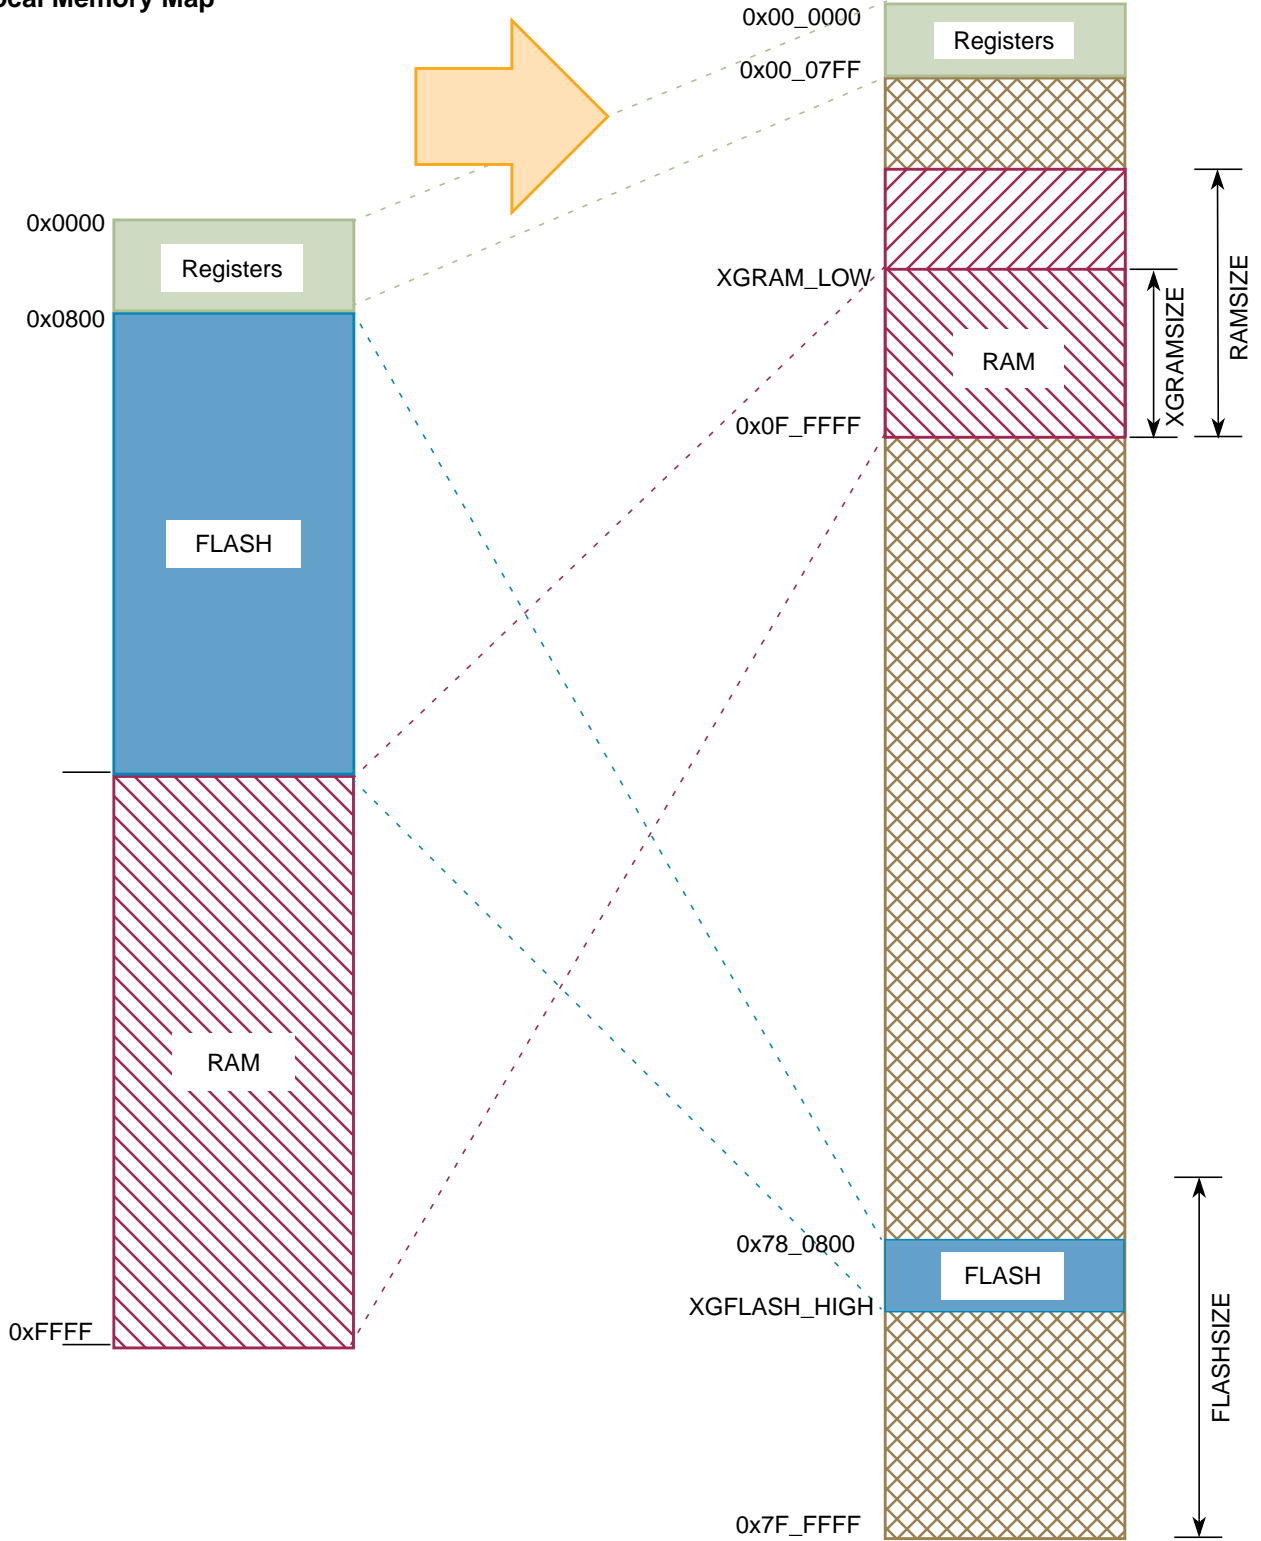 Memory Map
0x00_0000
Registers
0x00_07FF
0x0000
Registers
0x0800
XGRAM_LOW
RAM
XGRAMSIZE
RAMSIZE
0x0F_FFFF
FLASH
RAM
0x78_0800
FLASH
XGFLASH_HIGH
0xFFFF
FLASHSIZE
0x7F_FFFF